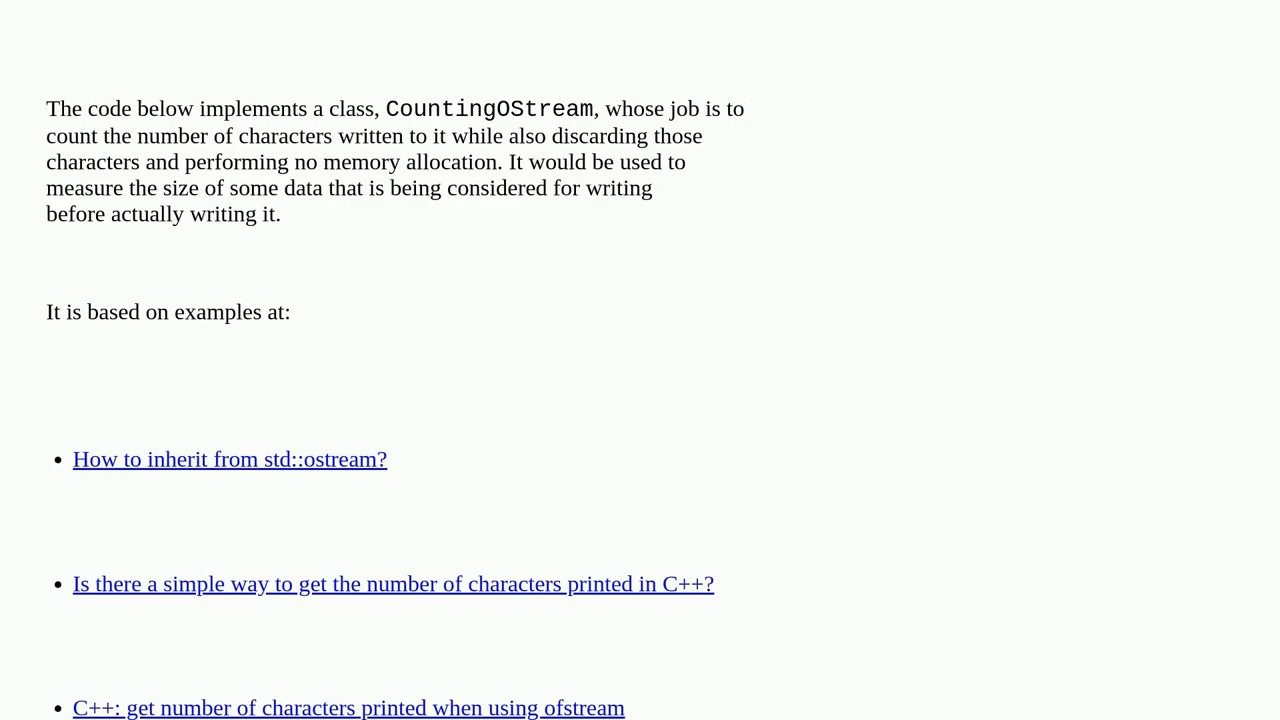 The code below implements a class, CountingOStream, whose job is to
count the number of characters written to it while also discarding those
characters and performing no memory allocation. It would be used to
measure the size of some data that is being considered for writing
before actually writing it.
It is based on examples at:
• How to inherit from std::ostream?
• Is there a simple way to get the number of characters printed in C++?
• C++: get number of characters printed when using ofstream